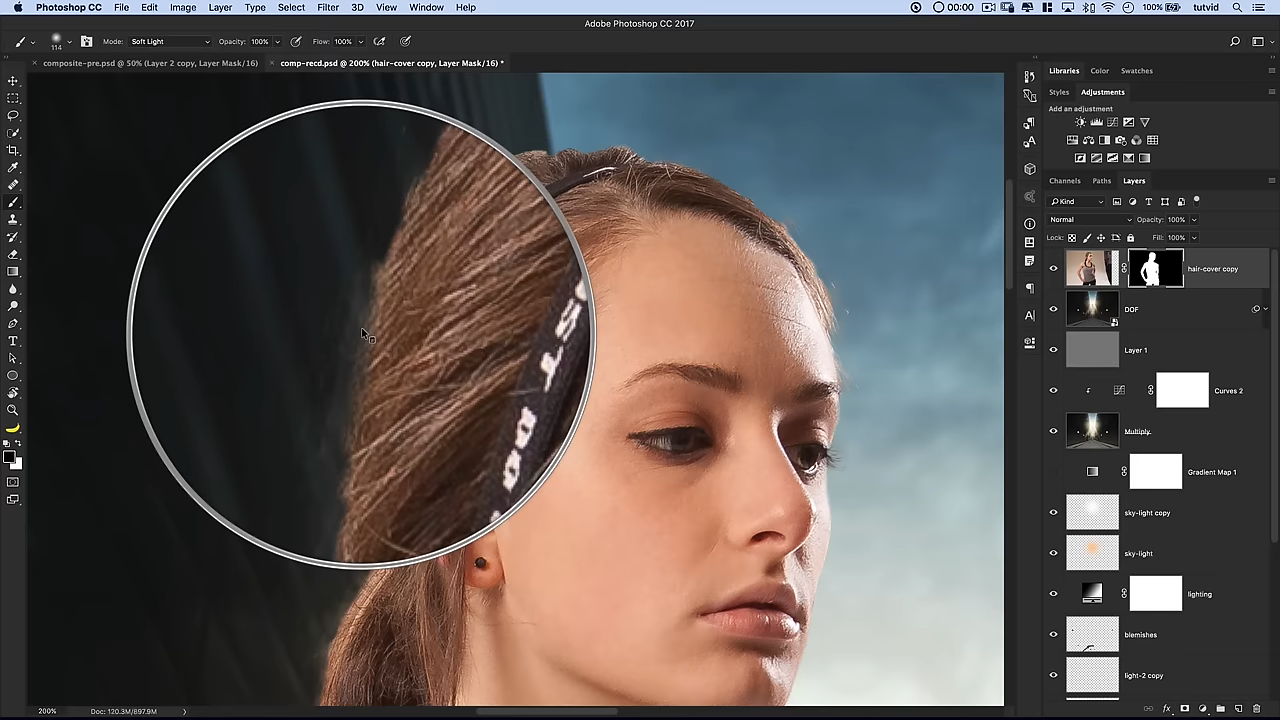 Photoshop CC File Edit Image Layer Type Select Filter 3D View Window Help 00:00 100% tutvid
Adobe Photoshop CC 2017
114 Mode: Soft Light Opacity: 100% Flow: 100%
composite-pre.psd @ 50% (Layer 2 copy, Layer Mask/16) comp-recd.psd @ 200% (hair-cover copy, Layer Mask/16) *
Libraries Color Swatches
Styles Adjustments
Add an adjustment
Channels Paths Layers
Kind
Normal Opacity: 100%
Lock: Fill: 100%
hair-cover copy
DOF
Layer 1
Curves 2
Multiply.
Gradient Map 1
sky-light copy
sky-light
lighting
blemishes
light-2 copy
200% Doc: 120.3M/897.9M